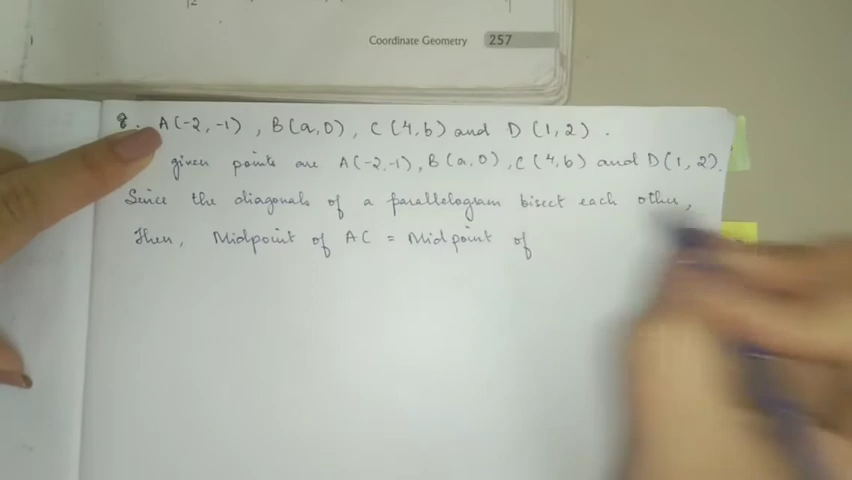 Coordinate Geometry 257
8. A(-2,-1), B(a,0), C(4,b) and D(1,2).
given points are A(-2,-1), B(a,0), C(4,b) and D(1,2).
Since the diagonals of a parallelogram bisect each other,
Then, Midpoint of AC = Midpoint of